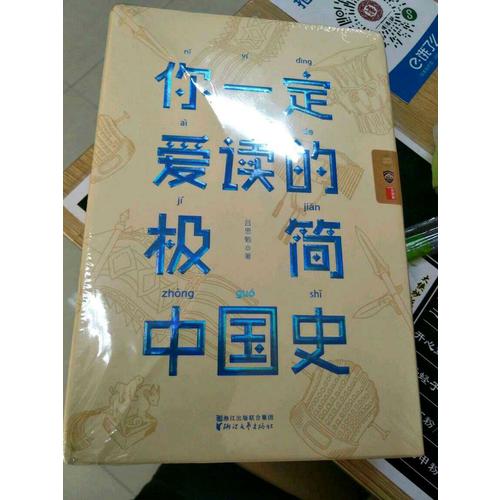 nǐ yí dìng
你一定
ài de
爱读的
jí jiǎn
极简
吕思勉 著
zhōng guó shǐ
中国史
浙江出版联合集团
浙江文艺出版社